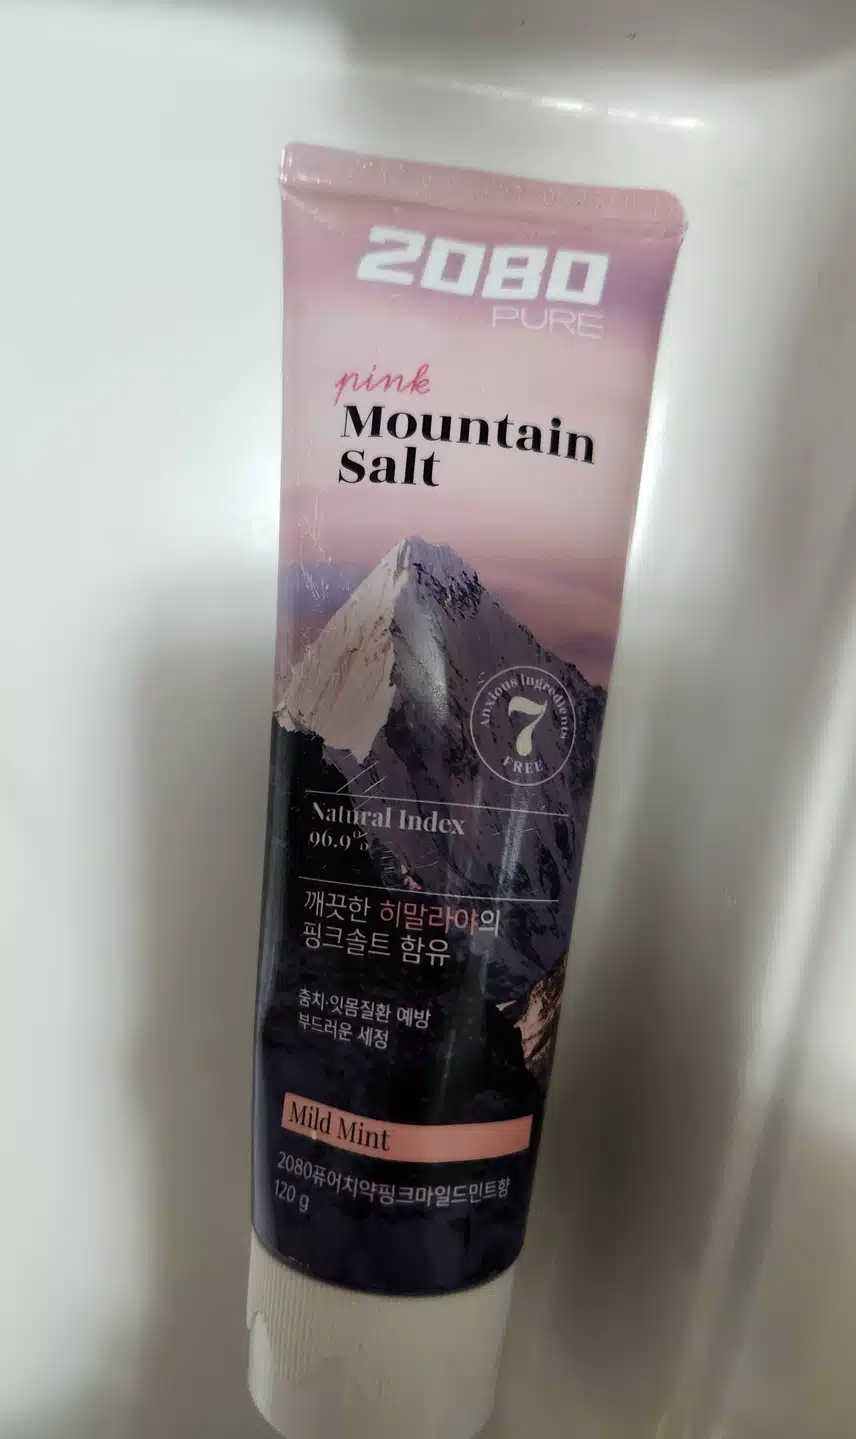 2080
PURE
pink
Mountain
Salt
Anxious Ingredients
7
FREE
Natural Index
96.9%
깨끗한 히말라야의
핑크솔트 함유
충치·잇몸질환 예방
부드러운 세정
Mild Mint
2080퓨어치약핑크마일드민트향
120 g